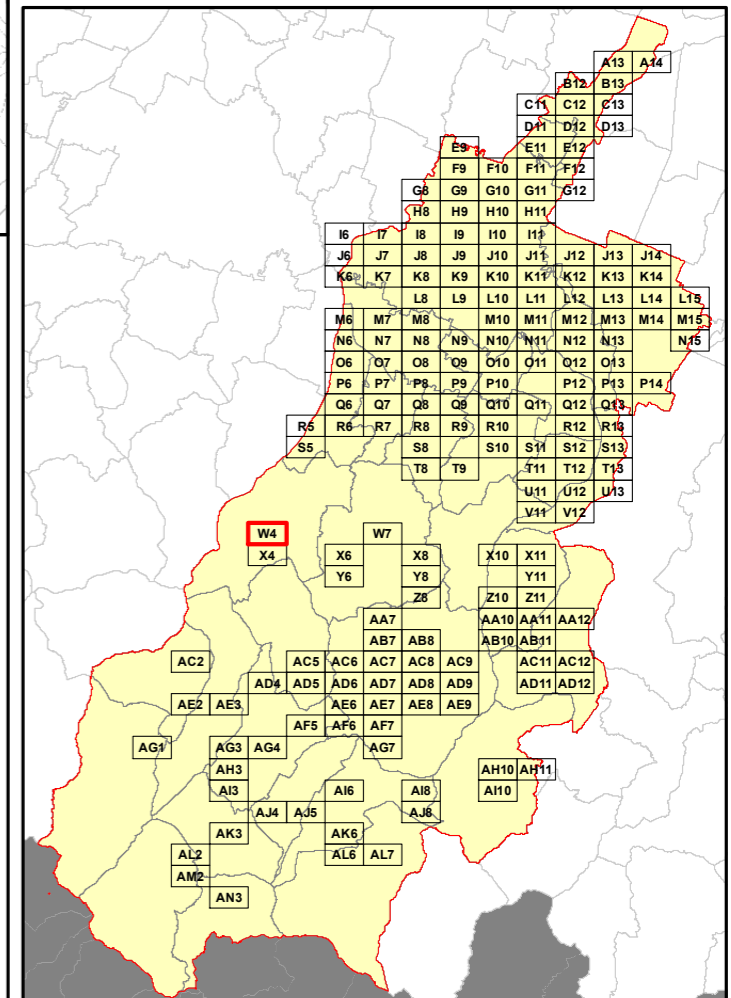 A13 A14
B12 B13
C11 C12 C13
D11 D12 D13
E9 E11 E12
F9 F10 F11 F12
G8 G9 G10 G11 G12
H8 H9 H10 H11
I6 I7 I8 I9 I10 I11
J6 J7 J8 J9 J10 J11 J12 J13 J14
K6 K7 K8 K9 K10 K11 K12 K13 K14
L8 L9 L10 L11 L12 L13 L14 L15
M6 M7 M8 M10 M11 M12 M13 M14 M15
N6 N7 N8 N9 N10 N11 N12 N13 N15
O6 O7 O8 O9 O10 O11 O12 O13
P6 P7 P8 P9 P10 P12 P13 P14
Q6 Q7 Q8 Q9 Q10 Q11 Q12 Q13
R5 R6 R7 R8 R9 R10 R12 R13
S5 S8 S10 S11 S12 S13
T8 T9 T11 T12 T13
U11 U12 U13
V11 V12
W4 W7
X4 X6 X8 X10 X11
Y6 Y8 Y11
Z8 Z10 Z11
AA7 AA10 AA11 AA12
AB7 AB8 AB10 AB11
AC2 AC5 AC6 AC7 AC8 AC9 AC11 AC12
AD4 AD5 AD6 AD7 AD8 AD9 AD11 AD12
AE2 AE3 AE6 AE7 AE8 AE9
AF5 AF6 AF7
AG1 AG3 AG4 AG7
AH3 AH10 AH11
AI3 AI6 AI8 AI10
AJ4 AJ5 AJ8
AK3 AK6
AL2 AL6 AL7
AM2
AN3